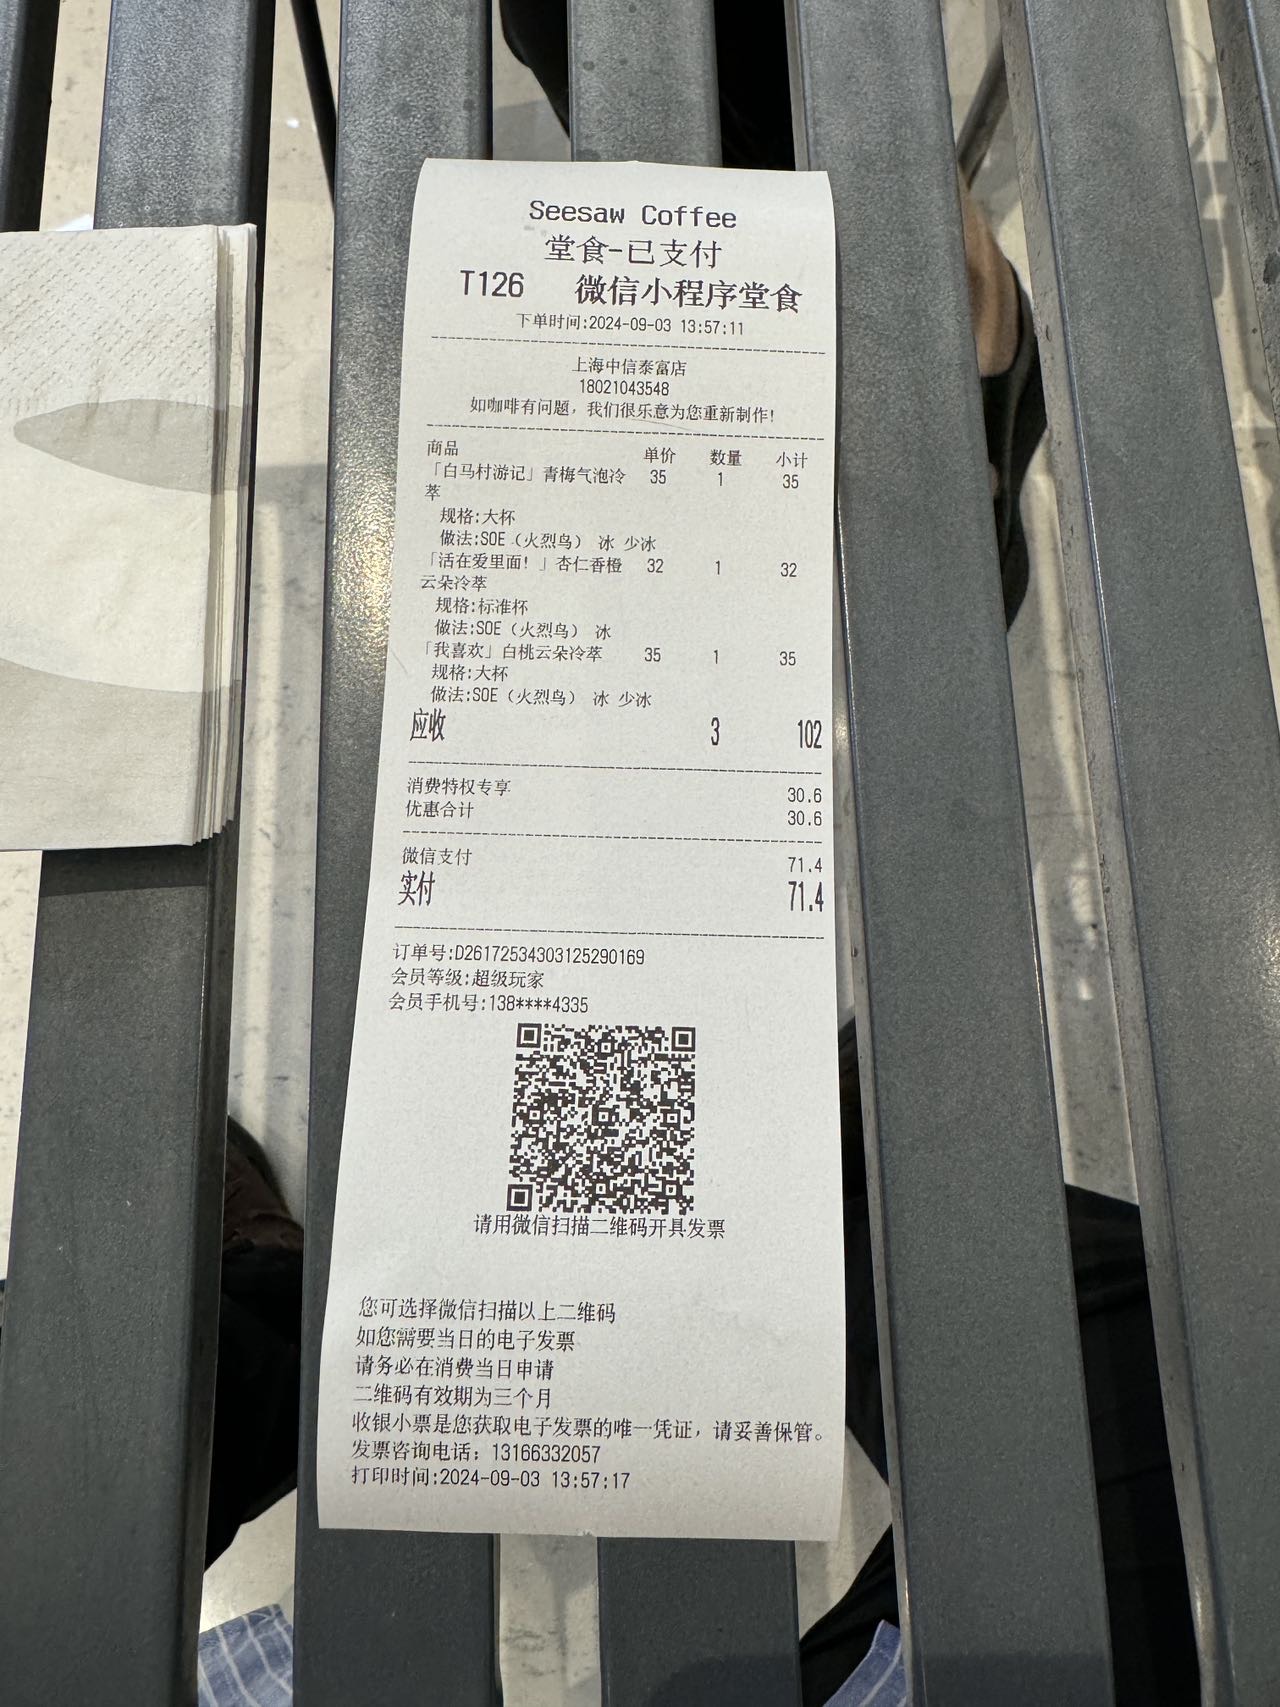 Seesaw Coffee
堂食-已支付
T126 微信小程序堂食
下单时间:2024-09-03 13:57:11
上海中信泰富店
18021043548
如咖啡有问题，我们很乐意为您重新制作！
商品 单价 数量 小计
「白马村游记」青梅气泡冷 35 1 35
萃
规格:大杯
做法:SOE（火烈鸟） 冰 少冰
「活在爱里面！」杏仁香橙 32 1 32
云朵冷萃
规格:标准杯
做法:SOE（火烈鸟） 冰
「我喜欢」白桃云朵冷萃 35 1 35
规格:大杯
做法:SOE（火烈鸟） 冰 少冰
应收 3 102
消费特权专享 30.6
优惠合计 30.6
微信支付 71.4
实付 71.4
订单号:D26172534303125290169
会员等级:超级玩家
会员手机号:138****4335
请用微信扫描二维码开具发票
您可选择微信扫描以上二维码
如您需要当日的电子发票
请务必在消费当日申请
二维码有效期为三个月
收银小票是您获取电子发票的唯一凭证，请妥善保管。
发票咨询电话：13166332057
打印时间:2024-09-03 13:57:17